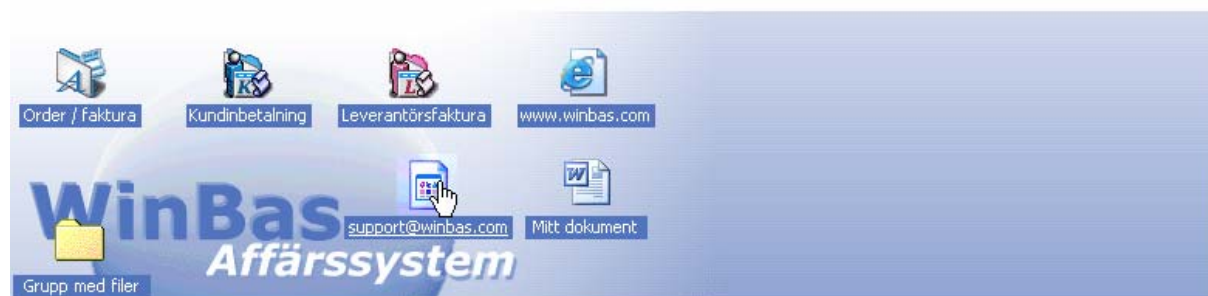 Order / faktura
Kundinbetalning
Leverantörsfaktura
www.winbas.com
support@winbas.com
Mitt dokument
WinBas
Affärssystem
Grupp med filer